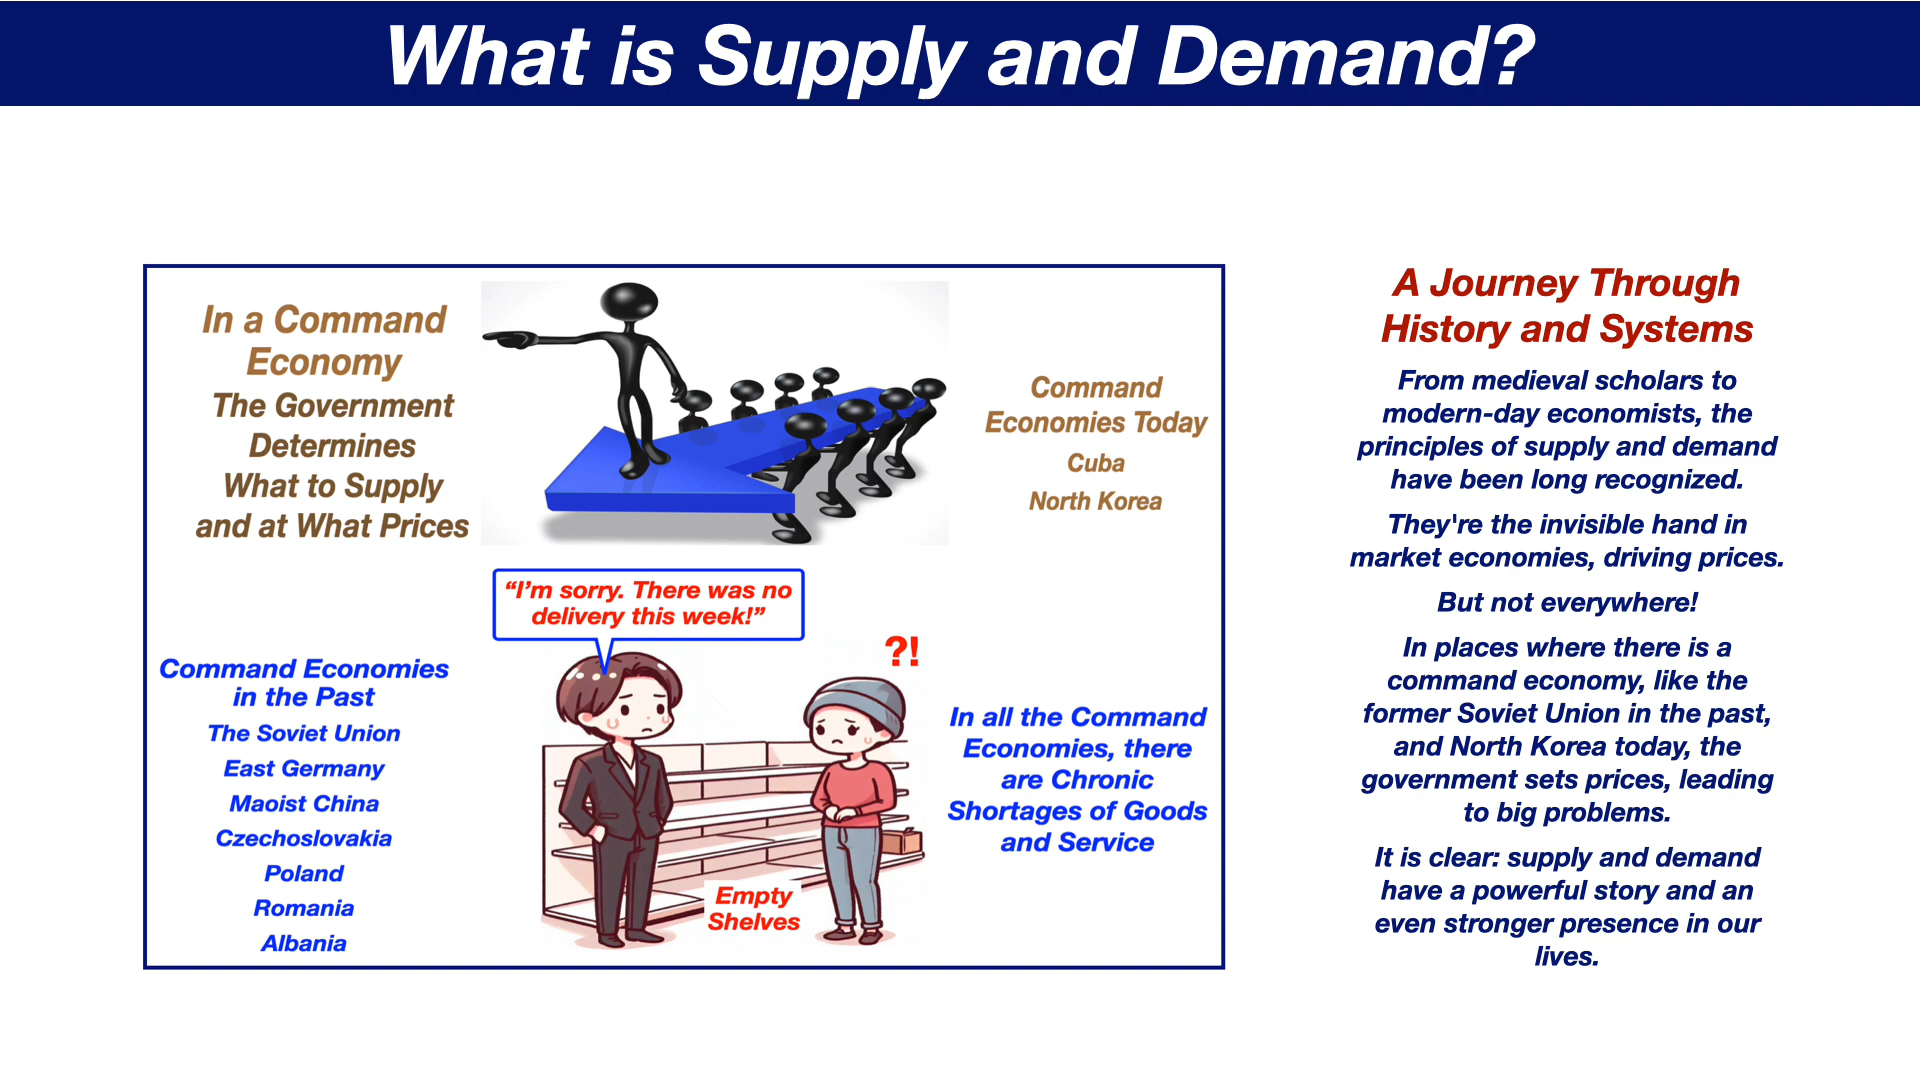 What is Supply and Demand?
In a Command
Economy
The Government
Determines
What to Supply
and at What Prices
Command
Economies Today
Cuba
North Korea
“I’m sorry. There was no
delivery this week!”
?!
Command Economies
in the Past
The Soviet Union
East Germany
Maoist China
Czechoslovakia
Poland
Romania
Albania
Empty
Shelves
In all the Command
Economies, there
are Chronic
Shortages of Goods
and Service
A Journey Through
History and Systems
From medieval scholars to
modern-day economists, the
principles of supply and demand
have been long recognized.
They're the invisible hand in
market economies, driving prices.
But not everywhere!
In places where there is a
command economy, like the
former Soviet Union in the past,
and North Korea today, the
government sets prices, leading
to big problems.
It is clear: supply and demand
have a powerful story and an
even stronger presence in our
lives.